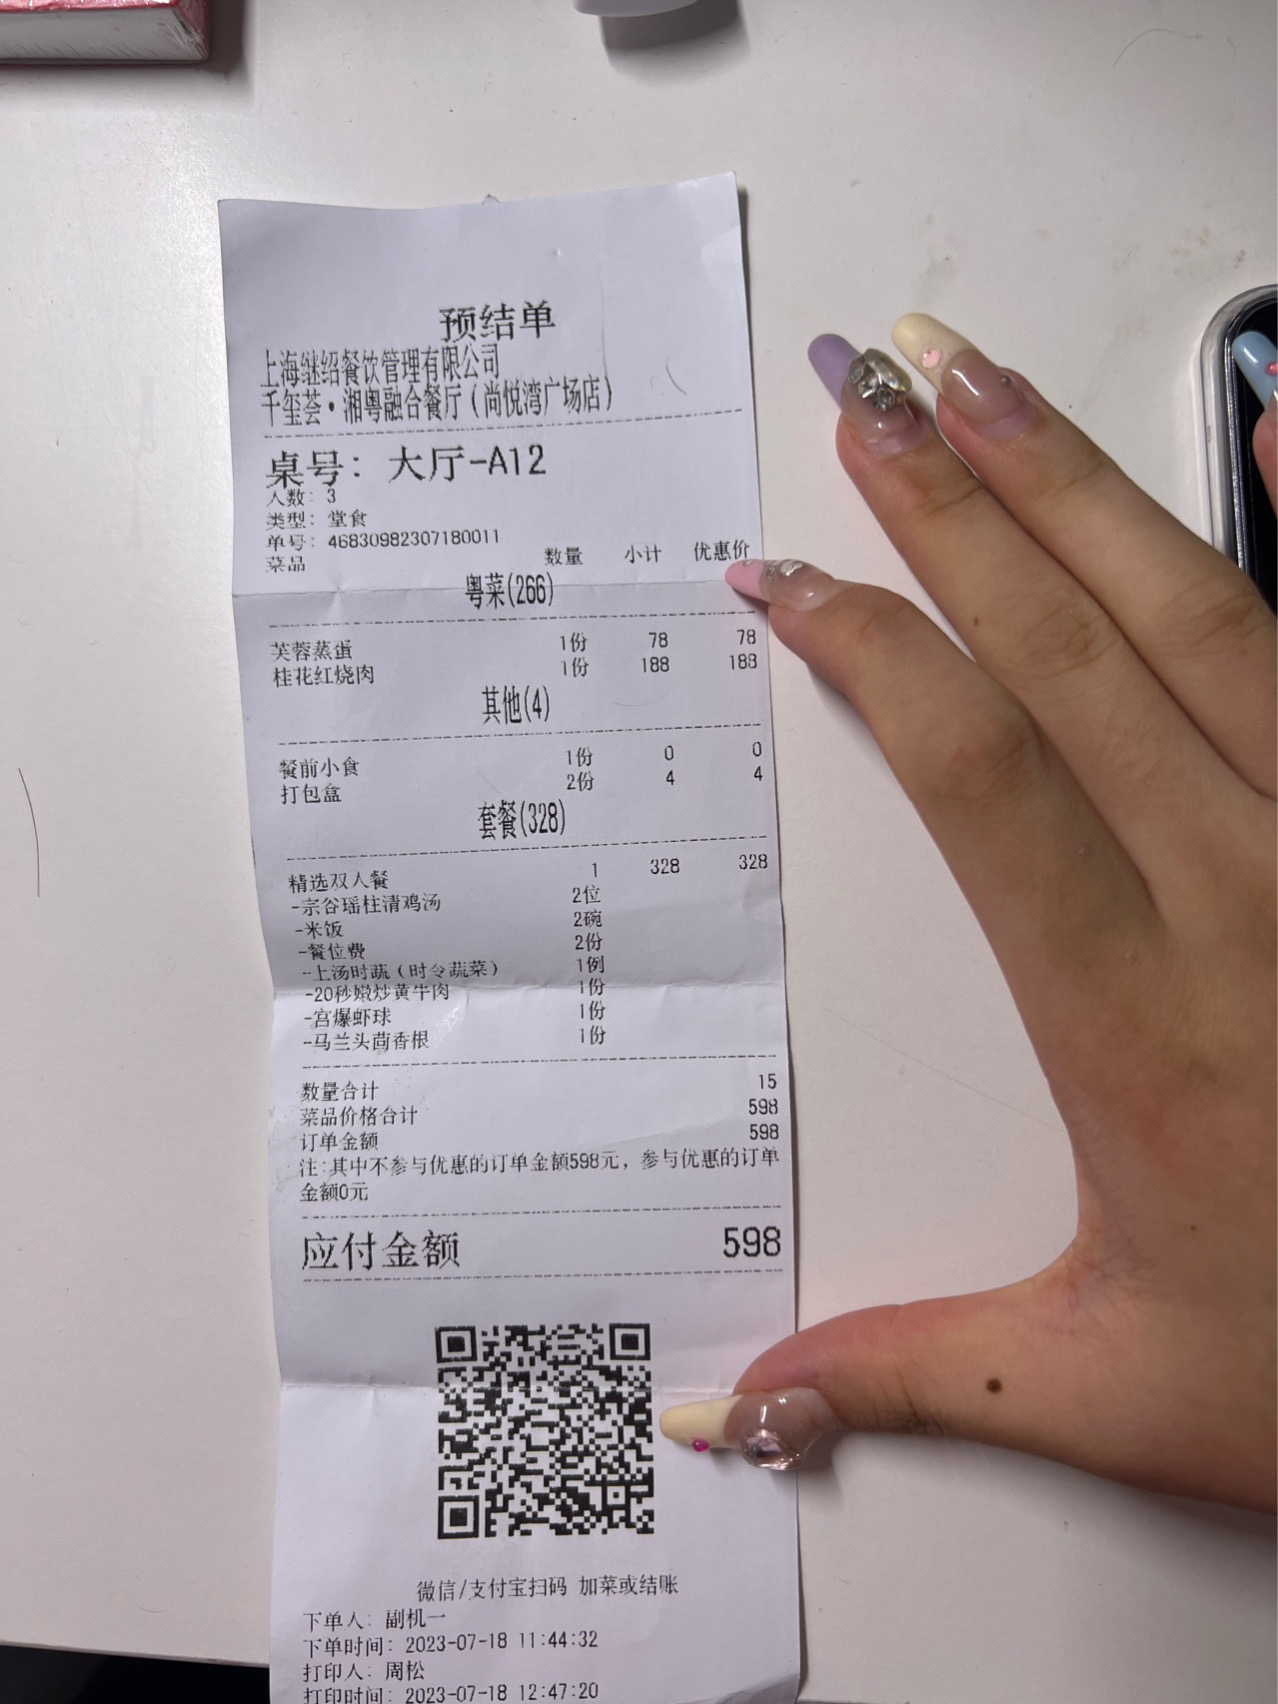 预结单
上海继绍餐饮管理有限公司
千玺荟·湘粤融合餐厅（尚悦湾广场店）
桌号：大厅-A12
人数：3
类型：堂食
单号：46830982307180011
菜品 数量 小计 优惠价
粤菜(266)
芙蓉蒸蛋 1份 78 78
桂花红烧肉 1份 188 188
其他(4)
餐前小食 1份 0 0
打包盒 2份 4 4
套餐(328)
精选双人餐 1 328 328
-宗谷瑶柱清鸡汤 2位
-米饭 2碗
-餐位费 2份
-上汤时蔬（时令蔬菜） 1例
-20秒嫩炒黄牛肉 1份
-宫爆虾球 1份
-马兰头茴香根 1份
数量合计 15
菜品价格合计 598
订单金额 598
注:其中不参与优惠的订单金额598元，参与优惠的订单
金额0元
应付金额 598
微信/支付宝扫码 加菜或结账
下单人：副机一
下单时间：2023-07-18 11:44:32
打印人：周松
打印时间：2023-07-18 12:47:20